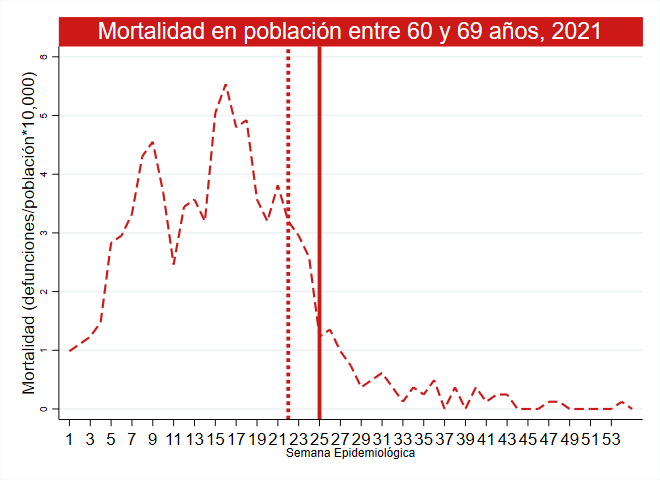 Mortalidad en población entre 60 y 69 años, 2021
Mortalidad (defunciones/población*10,000)
6
5
4
3
2
1
0
1 3 5 7 9 11 13 15 17 19 21 23 25 27 29 31 33 35 37 39 41 43 45 47 49 51 53
Semana Epidemiológica